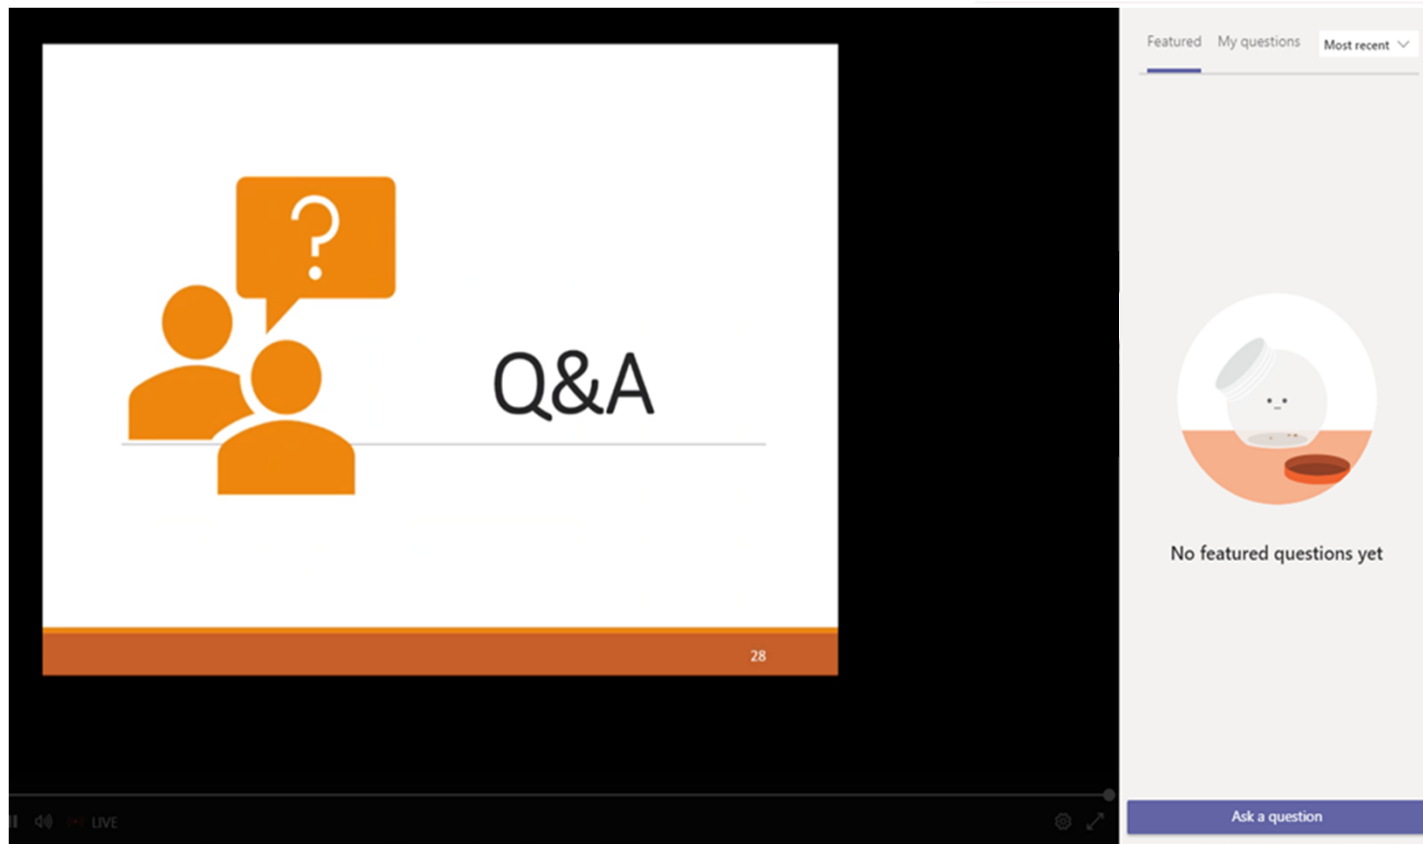 ?
Q&A
28
LIVE
Featured My questions Most recent
No featured questions yet
Ask a question